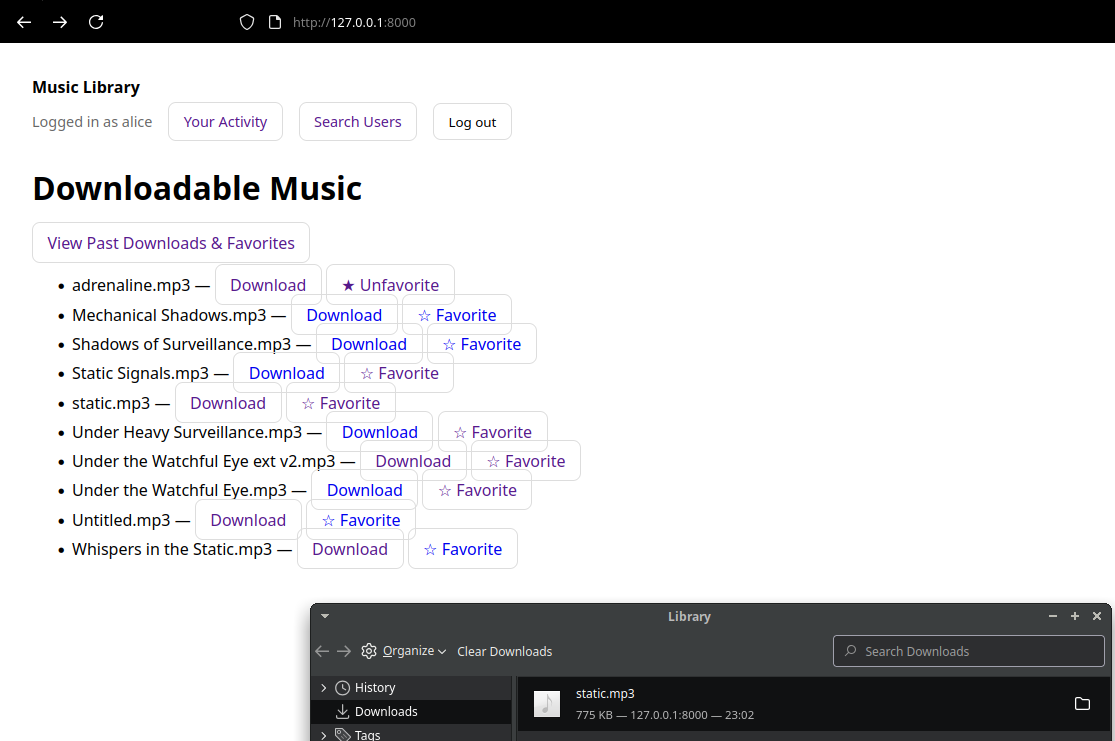 http://127.0.0.1:8000
Music Library
Logged in as alice Your Activity Search Users Log out
Downloadable Music
View Past Downloads & Favorites
• adrenaline.mp3 — Download ★ Unfavorite
• Mechanical Shadows.mp3 — Download ☆ Favorite
• Shadows of Surveillance.mp3 — Download ☆ Favorite
• Static Signals.mp3 — Download ☆ Favorite
• static.mp3 — Download ☆ Favorite
• Under Heavy Surveillance.mp3 — Download ☆ Favorite
• Under the Watchful Eye ext v2.mp3 — Download ☆ Favorite
• Under the Watchful Eye.mp3 — Download ☆ Favorite
• Untitled.mp3 — Download ☆ Favorite
• Whispers in the Static.mp3 — Download ☆ Favorite
Library
Organize Clear Downloads Search Downloads
History
Downloads
Tags
static.mp3
775 KB — 127.0.0.1:8000 — 23:02